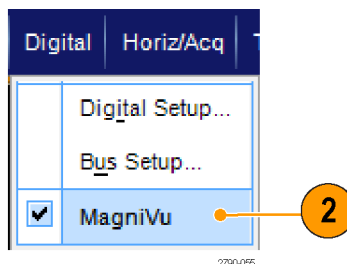 Digital Horiz/Acq
Digital Setup...
Bus Setup...
MagniVu
2
2790-055